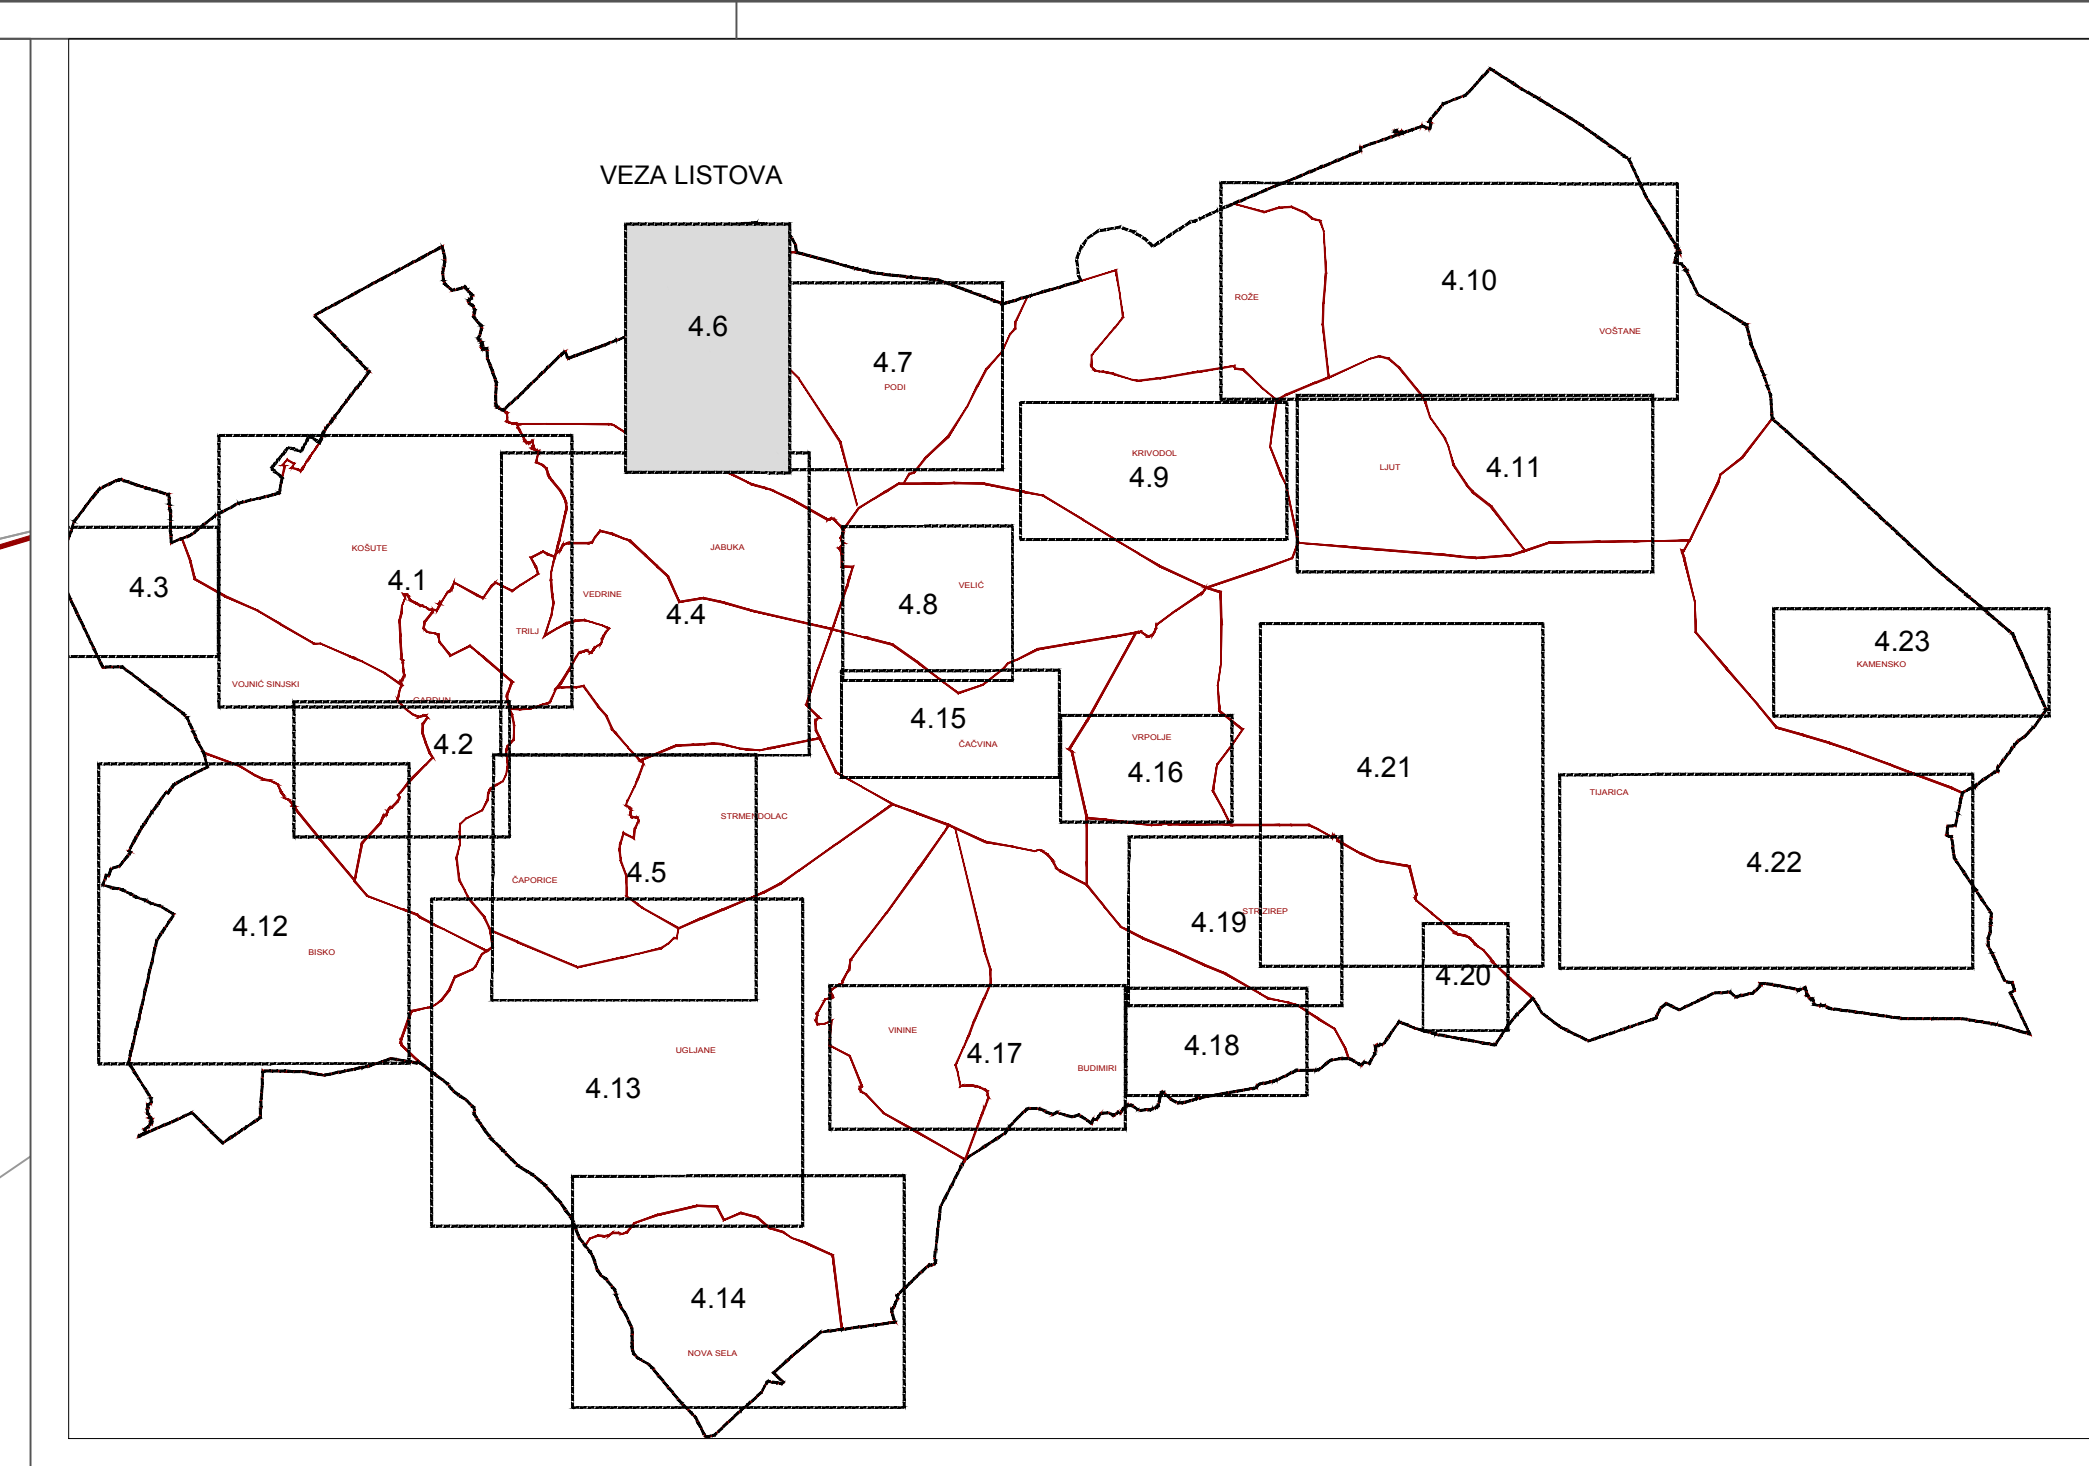 VEZA LISTOVA
4.10
ROŽE
4.6
VOŠTANE
4.7
PODI
KRIVODOL
4.9
LJUT
4.11
KOŠUTE
JABUKA
4.1
4.3
VEDRINE
4.4
4.8
VELIĆ
TRILJ
4.23
KAMENSKO
VOJNIĆ SINJSKI
GARDUN
4.2
4.15
ČAČVINA
VRPOLJE
4.16
4.21
TIJARICA
STRMENDOLAC
4.22
4.5
ČAPORICE
4.12
BISKO
4.19
STRIZIREP
4.20
VININE
4.17
4.18
UGLJANE
BUDIMIRI
4.13
4.14
NOVA SELA